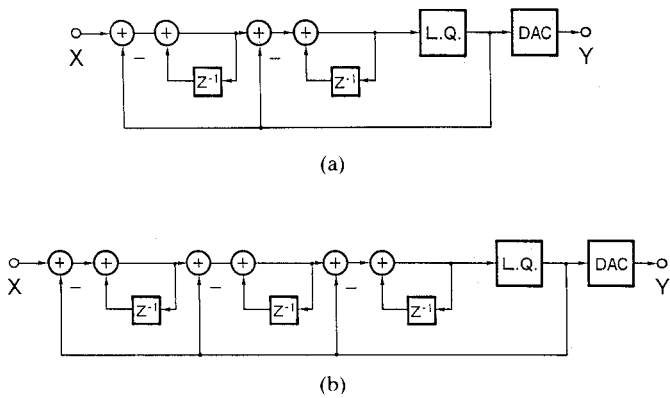 + + + + L.Q. DAC
X − − Y
Z⁻¹ Z⁻¹
(a)
+ + + + + + L.Q. DAC
X − − − Y
Z⁻¹ Z⁻¹ Z⁻¹
(b)